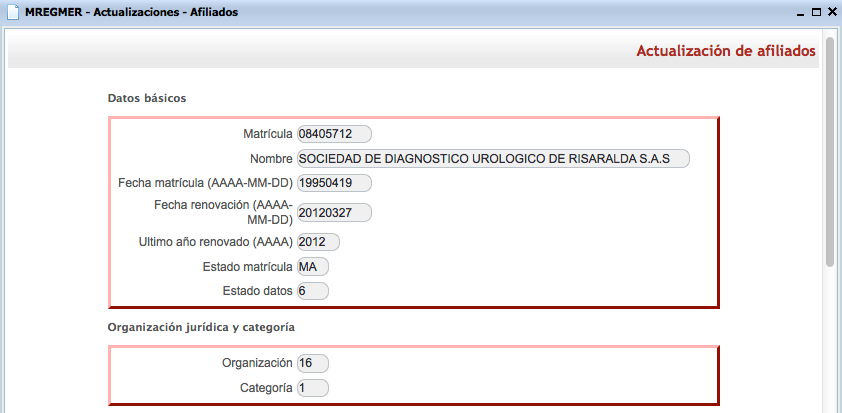 MREGMER - Actualizaciones - Afiliados
Actualización de afiliados
Datos básicos
Matrícula 08405712
Nombre SOCIEDAD DE DIAGNOSTICO UROLOGICO DE RISARALDA S.A.S
Fecha matrícula (AAAA-MM-DD) 19950419
Fecha renovación (AAAA-
MM-DD) 20120327
Ultimo año renovado (AAAA) 2012
Estado matrícula MA
Estado datos 6
Organización jurídica y categoría
Organización 16
Categoría 1